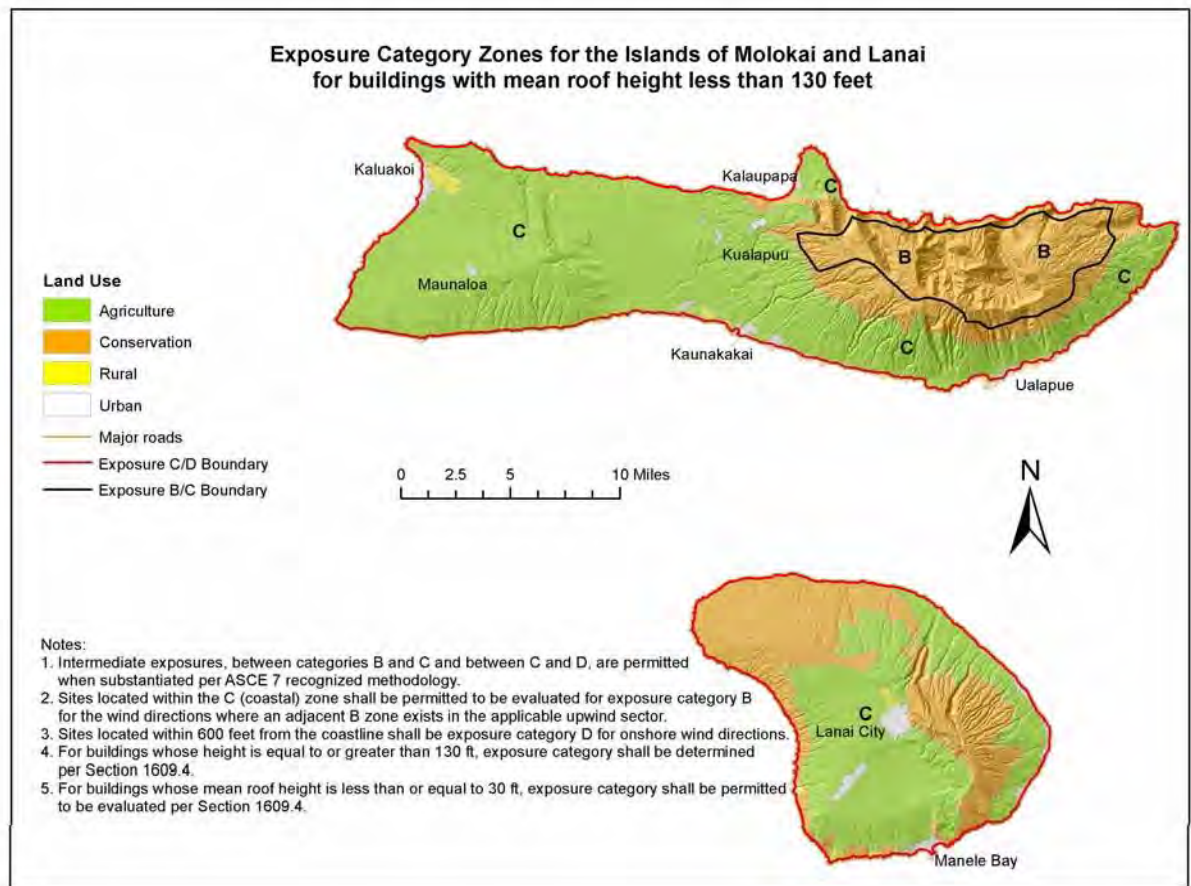 Exposure Category Zones for the Islands of Molokai and Lanai
for buildings with mean roof height less than 130 feet
Kaluakoi
Kalaupapa
C
C
B
B
Kualapuu
C
Maunaloa
Kaunakakai
C
Ualapue
Land Use
Agriculture
Conservation
Rural
Urban
Major roads
Exposure C/D Boundary
Exposure B/C Boundary
0 2.5 5 10 Miles
N
C
Lanai City
Manele Bay
Notes:
1. Intermediate exposures, between categories B and C and between C and D, are permitted
when substantiated per ASCE 7 recognized methodology.
2. Sites located within the C (coastal) zone shall be permitted to be evaluated for exposure category B
for the wind directions where an adjacent B zone exists in the applicable upwind sector.
3. Sites located within 600 feet from the coastline shall be exposure category D for onshore wind directions.
4. For buildings whose height is equal to or greater than 130 ft, exposure category shall be determined
per Section 1609.4.
5. For buildings whose mean roof height is less than or equal to 30 ft, exposure category shall be permitted
to be evaluated per Section 1609.4.